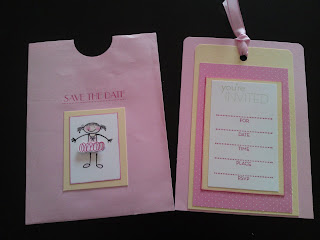 SAVE THE DATE
you're
INVITED
FOR
DATE
TIME
PLACE
RSVP